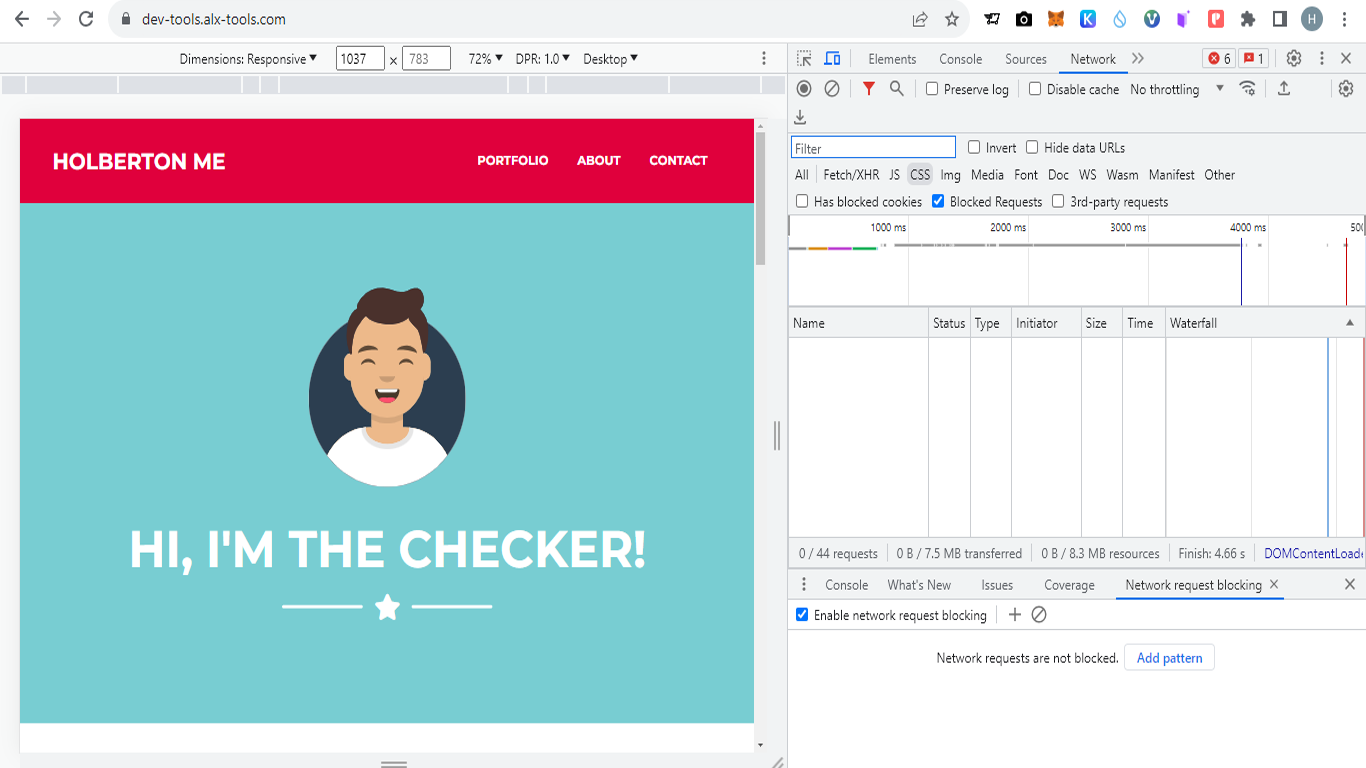 dev-tools.alx-tools.com
H
Dimensions: Responsive 1037 x 783 72% DPR: 1.0 Desktop
HOLBERTON ME
PORTFOLIO ABOUT CONTACT
HI, I'M THE CHECKER!
Elements Console Sources Network 6 1
Preserve log Disable cache No throttling
Filter Invert Hide data URLs
All Fetch/XHR JS CSS Img Media Font Doc WS Wasm Manifest Other
Has blocked cookies Blocked Requests 3rd-party requests
1000 ms 2000 ms 3000 ms 4000 ms 500
Name Status Type Initiator Size Time Waterfall
0 / 44 requests 0 B / 7.5 MB transferred 0 B / 8.3 MB resources Finish: 4.66 s DOMContentLoade
Console What's New Issues Coverage Network request blocking
Enable network request blocking
Network requests are not blocked. Add pattern